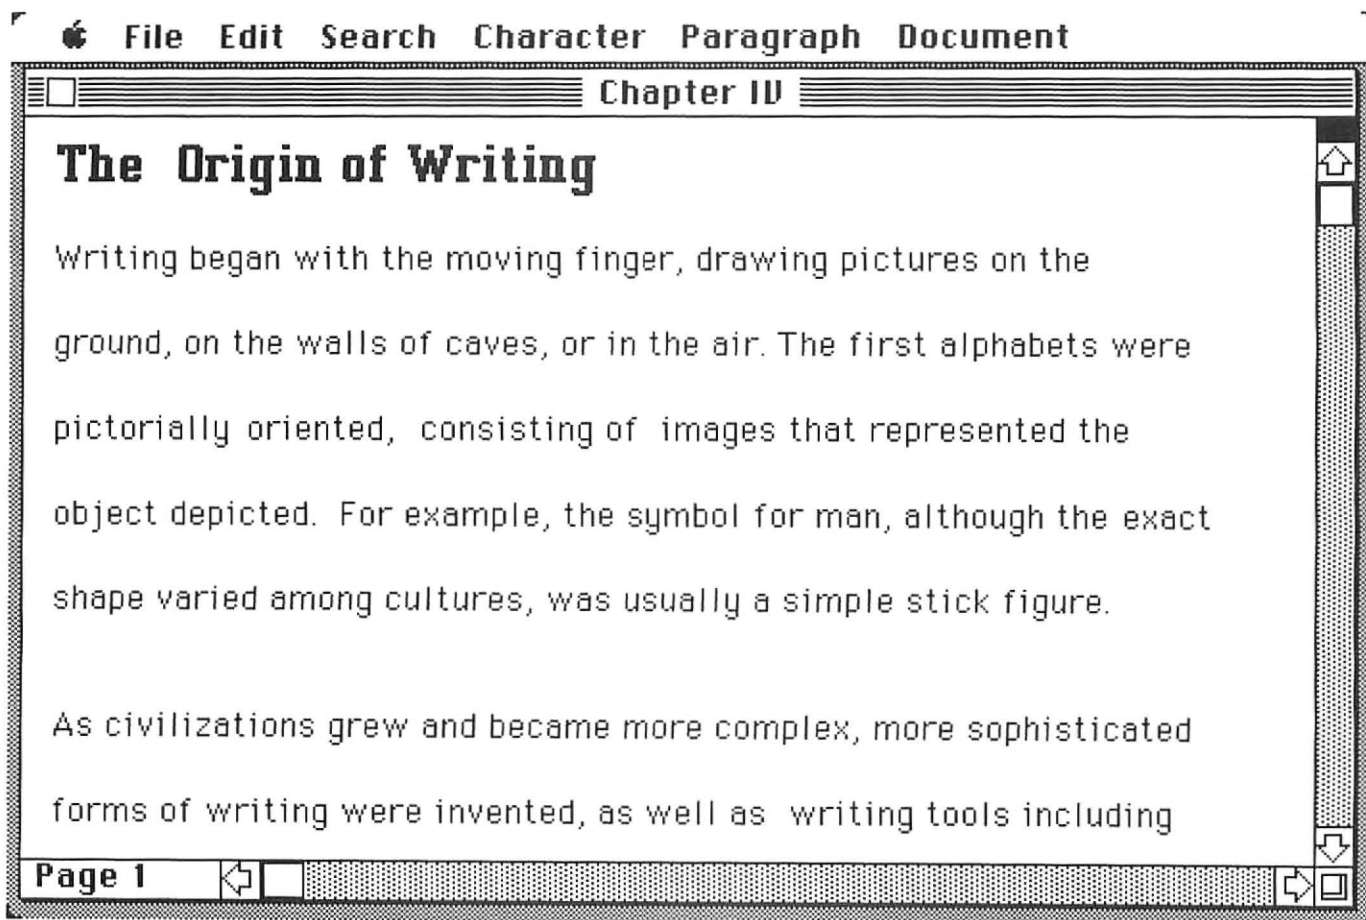 File Edit Search Character Paragraph Document
Chapter IV
The Origin of Writing
Writing began with the moving finger, drawing pictures on the
ground, on the walls of caves, or in the air. The first alphabets were
pictorially oriented, consisting of images that represented the
object depicted. For example, the symbol for man, although the exact
shape varied among cultures, was usually a simple stick figure.
As civilizations grew and became more complex, more sophisticated
forms of writing were invented, as well as writing tools including
Page 1